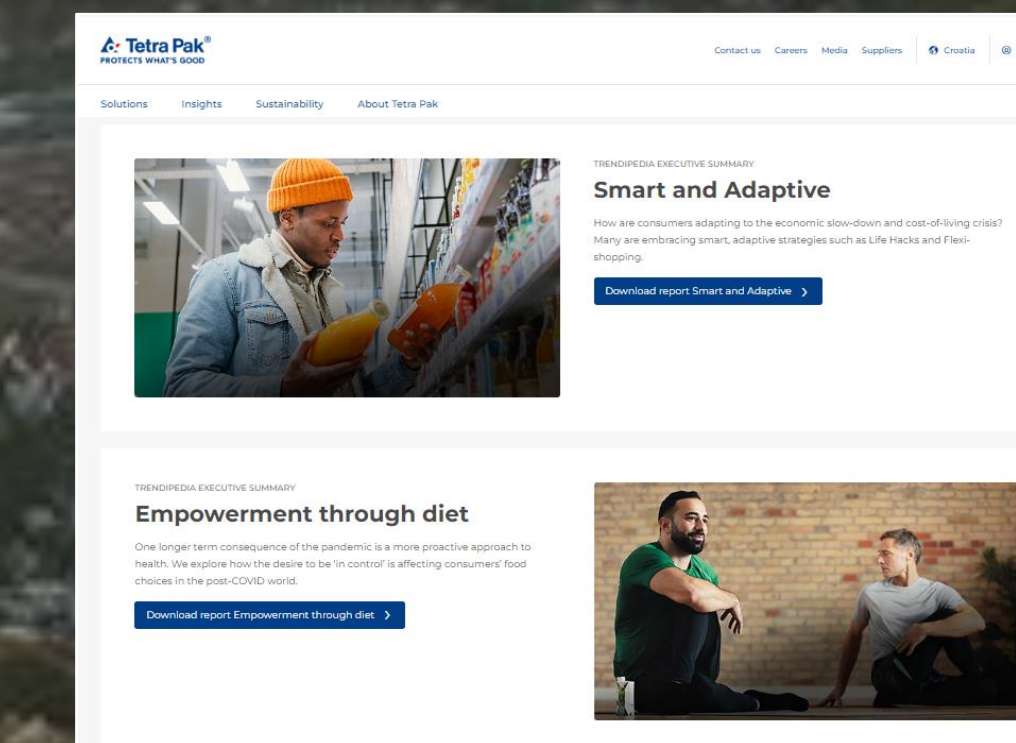 Tetra Pak®
PROTECTS WHAT'S GOOD
Contact us Careers Media Suppliers Croatia
Solutions Insights Sustainability About Tetra Pak
TRENDIPEDIA EXECUTIVE SUMMARY
Smart and Adaptive
How are consumers adapting to the economic slow-down and cost-of-living crisis?
Many are embracing smart, adaptive strategies such as Life Hacks and Flexi-
shopping.
Download report Smart and Adaptive
TRENDIPEDIA EXECUTIVE SUMMARY
Empowerment through diet
One longer term consequence of the pandemic is a more proactive approach to
health. We explore how the desire to be 'in control' is affecting consumers' food
choices in the post-COVID world.
Download report Empowerment through diet